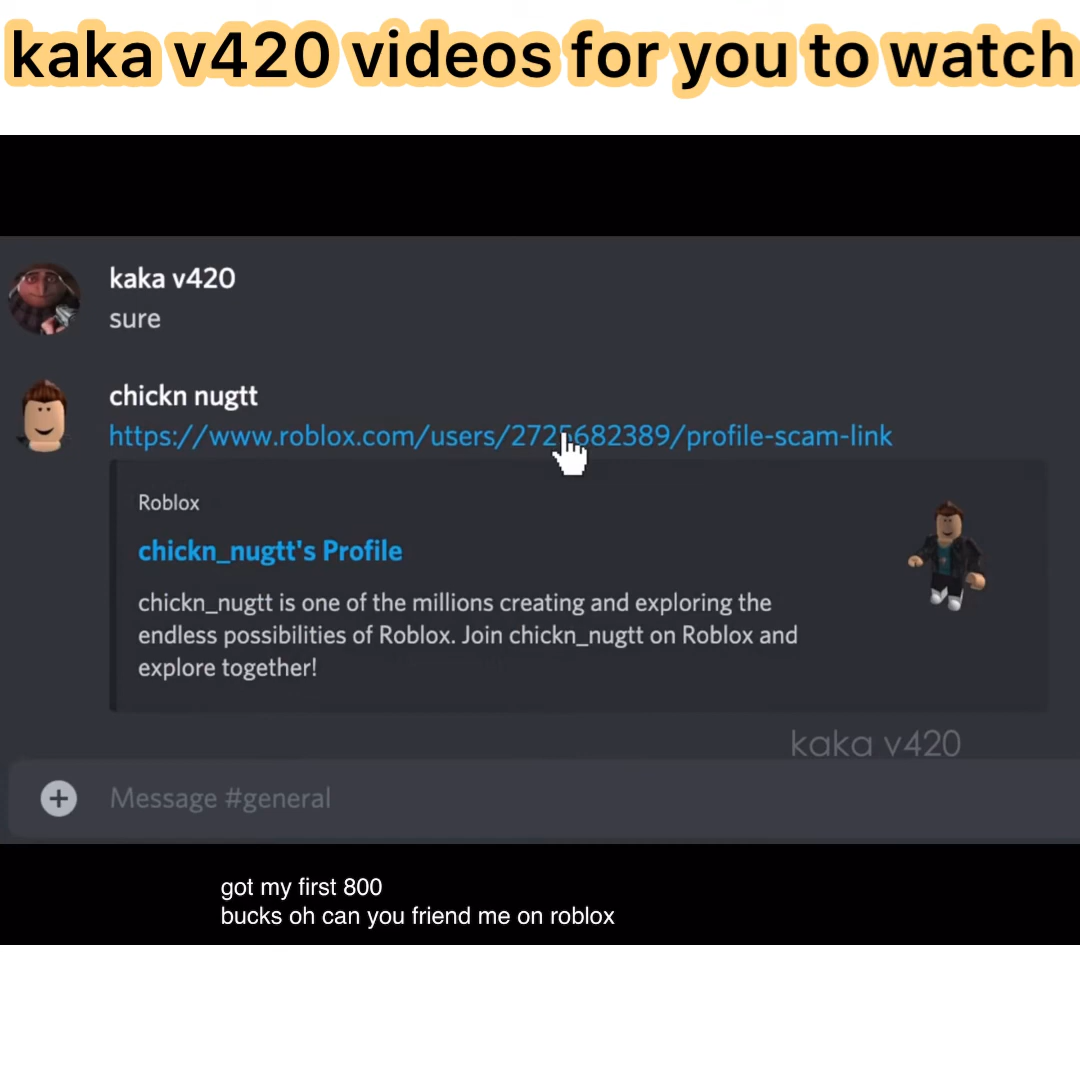 kaka v420 videos for you to watch
kaka v420
sure
chickn nugtt
https://www.roblox.com/users/2725682389/profile-scam-link
Roblox
chickn_nugtt's Profile
chickn_nugtt is one of the millions creating and exploring the
endless possibilities of Roblox. Join chickn_nugtt on Roblox and
explore together!
kaka v420
Message #general
got my first 800
bucks oh can you friend me on roblox